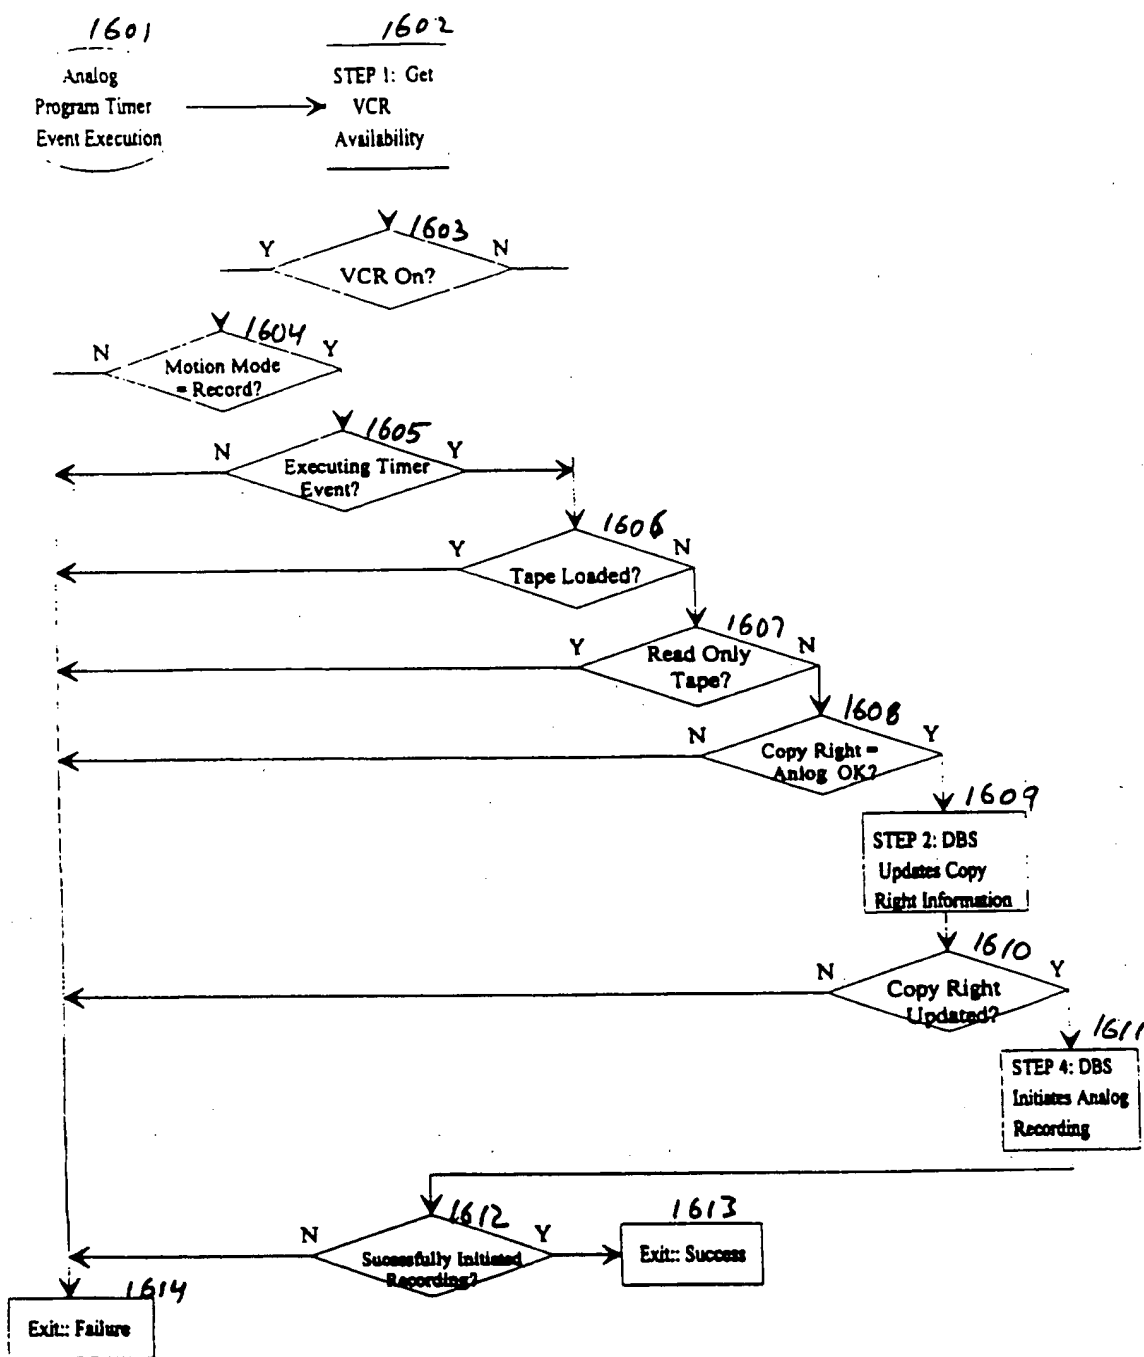 1601
1602
Analog
Program Timer
Event Execution
STEP 1: Get
VCR
Availability
1603
Y
N
VCR On?
1604
N
Y
Motion Mode
= Record?
1605
N
Y
Executing Timer
Event?
1606
Y
N
Tape Loaded?
1607
Y
N
Read Only
Tape?
1608
N
Y
Copy Right =
Anlog OK?
1609
STEP 2: DBS
Updates Copy
Right Information
1610
N
Y
Copy Right
Updated?
1611
STEP 4: DBS
Initiates Analog
Recording
1612
N
Y
Sucessfully Initiated
Recording?
1613
Exit:: Success
1614
Exit:: Failure